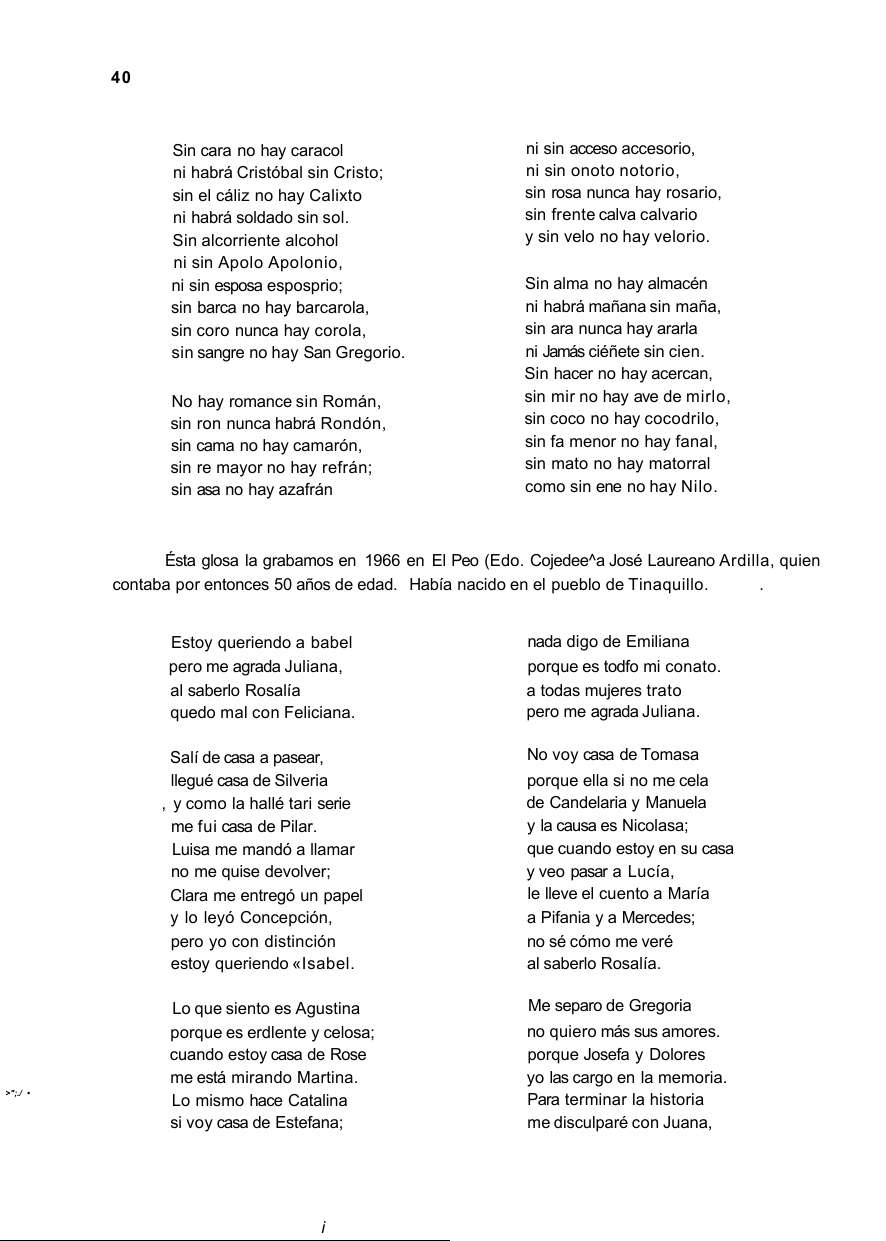 40
Sin cara no hay caracol
ni habrá Cristóbal sin Cristo;
sin el cáliz no hay Calixto
ni habrá soldado sin sol.
Sin alcorriente alcohol
ni sin Apolo Apolonio,
ni sin esposa esposprio;
sin barca no hay barcarola,
sin coro nunca hay corola,
sin sangre no hay San Gregorio.
No hay romance sin Román,
sin ron nunca habrá Rondón,
sin cama no hay camarón,
sin re mayor no hay refrán;
sin asa no hay azafrán
ni sin acceso accesorio,
ni sin onoto notorio,
sin rosa nunca hay rosario,
sin frente calva calvario
y sin velo no hay velorio.
Sin alma no hay almacén
ni habrá mañana sin maña,
sin ara nunca hay ararla
ni Jamás ciéñete sin cien.
Sin hacer no hay acercan,
sin mir no hay ave de mirlo,
sin coco no hay cocodrilo,
sin fa menor no hay fanal,
sin mato no hay matorral
como sin ene no hay Nilo.
Ésta glosa la grabamos en 1966 en El Peo (Edo. Cojedee^a José Laureano Ardilla, quien
contaba por entonces 50 años de edad. Había nacido en el pueblo de Tinaquillo. .
Estoy queriendo a babel
pero me agrada Juliana,
al saberlo Rosalía
quedo mal con Feliciana.
Salí de casa a pasear,
llegué casa de Silveria
, y como la hallé tari serie
me fui casa de Pilar.
Luisa me mandó a llamar
no me quise devolver;
Clara me entregó un papel
y lo leyó Concepción,
pero yo con distinción
estoy queriendo «Isabel.
Lo que siento es Agustina
porque es erdlente y celosa;
cuando estoy casa de Rose
me está mirando Martina.
Lo mismo hace Catalina
si voy casa de Estefana;
nada digo de Emiliana
porque es todfo mi conato.
a todas mujeres trato
pero me agrada Juliana.
No voy casa de Tomasa
porque ella si no me cela
de Candelaria y Manuela
y la causa es Nicolasa;
que cuando estoy en su casa
y veo pasar a Lucía,
le lleve el cuento a María
a Pifania y a Mercedes;
no sé cómo me veré
al saberlo Rosalía.
Me separo de Gregoria
no quiero más sus amores.
porque Josefa y Dolores
yo las cargo en la memoria.
Para terminar la historia
me disculparé con Juana,
>";./ •
i